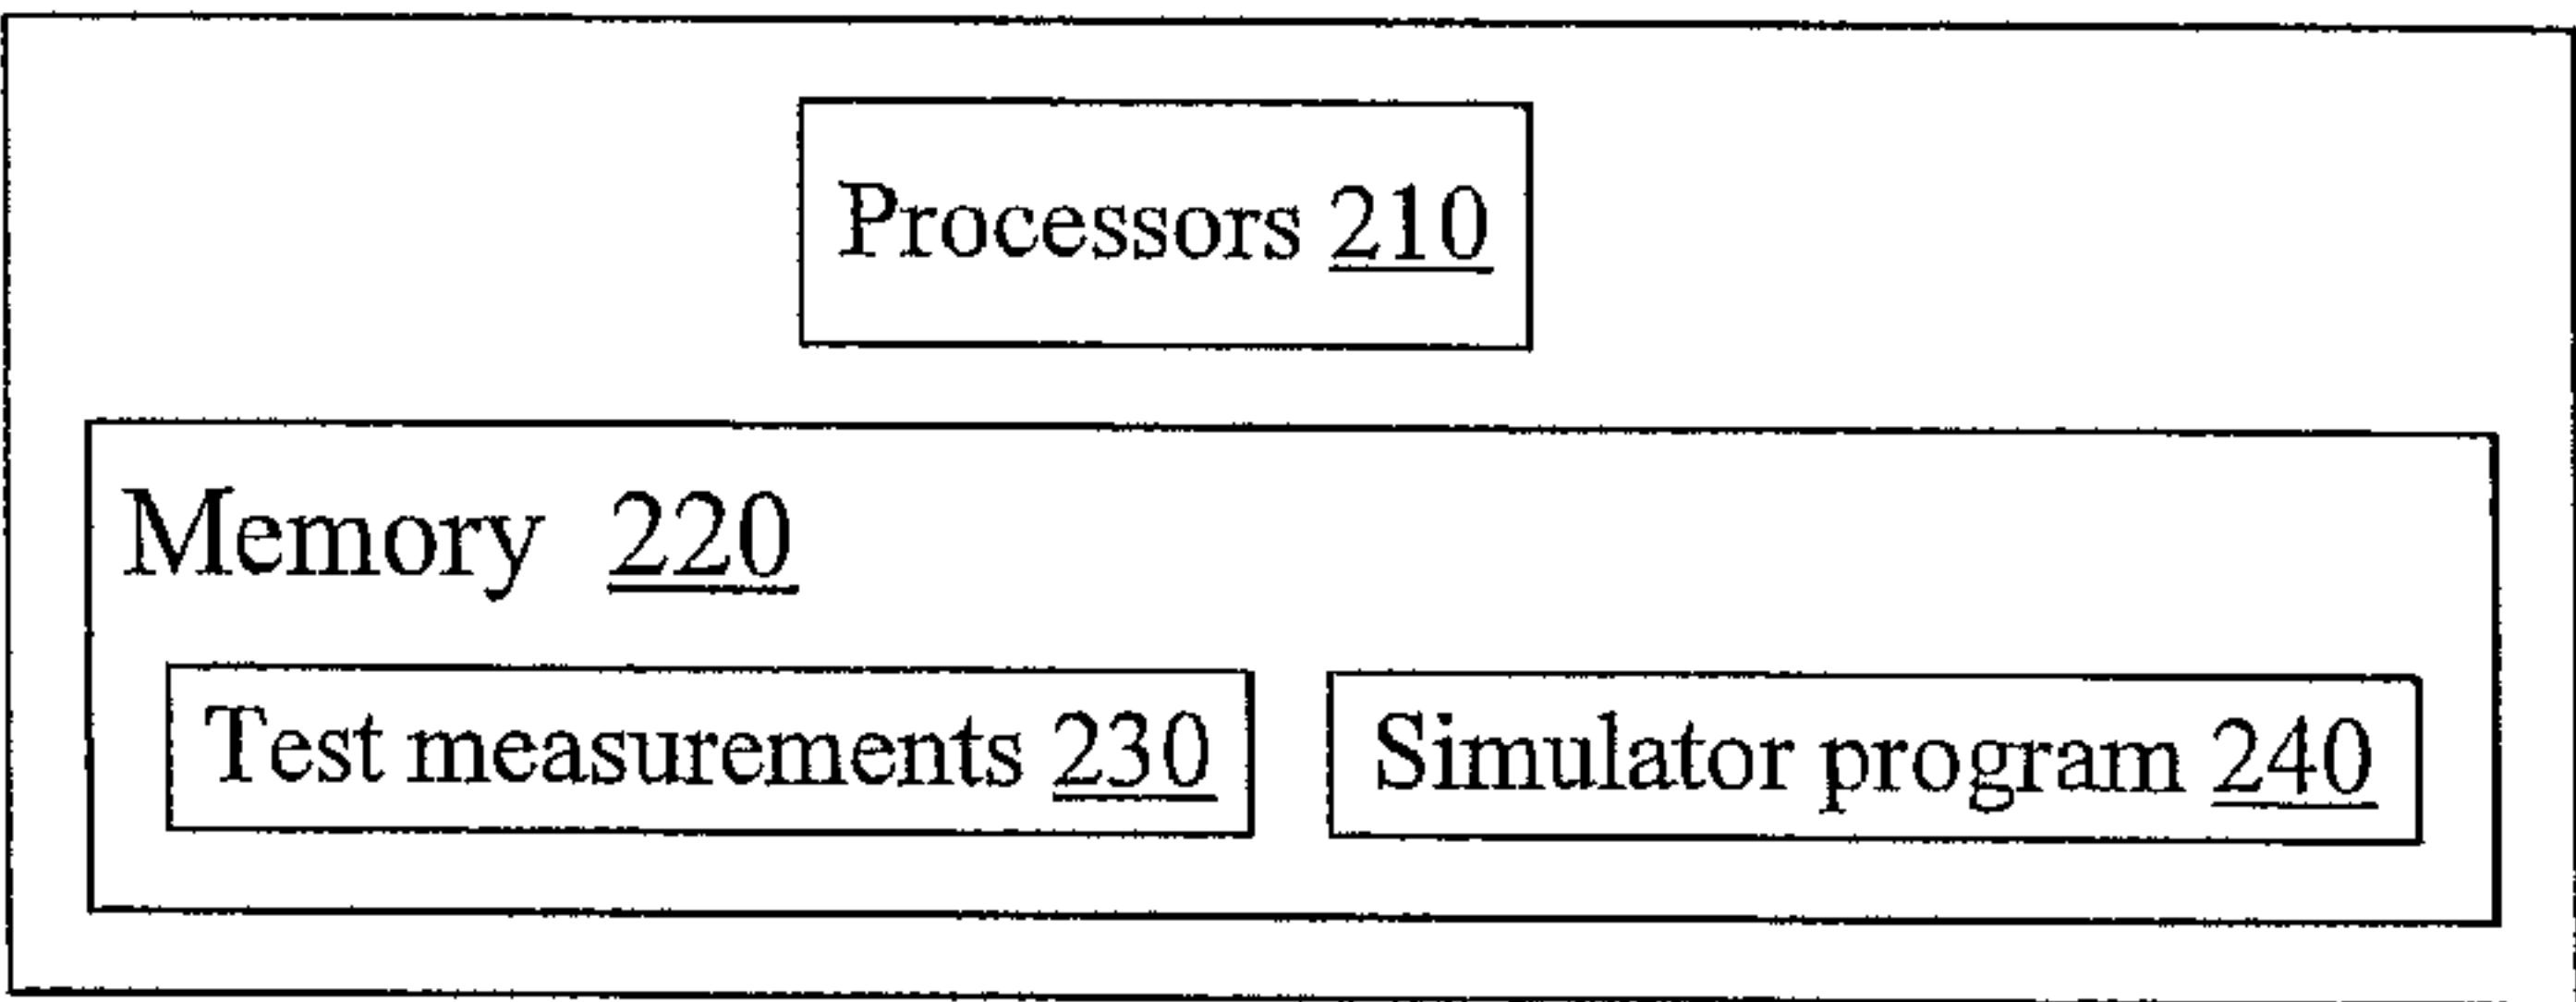 Processors 210
Memory 220
Test measurements 230
Simulator program 240